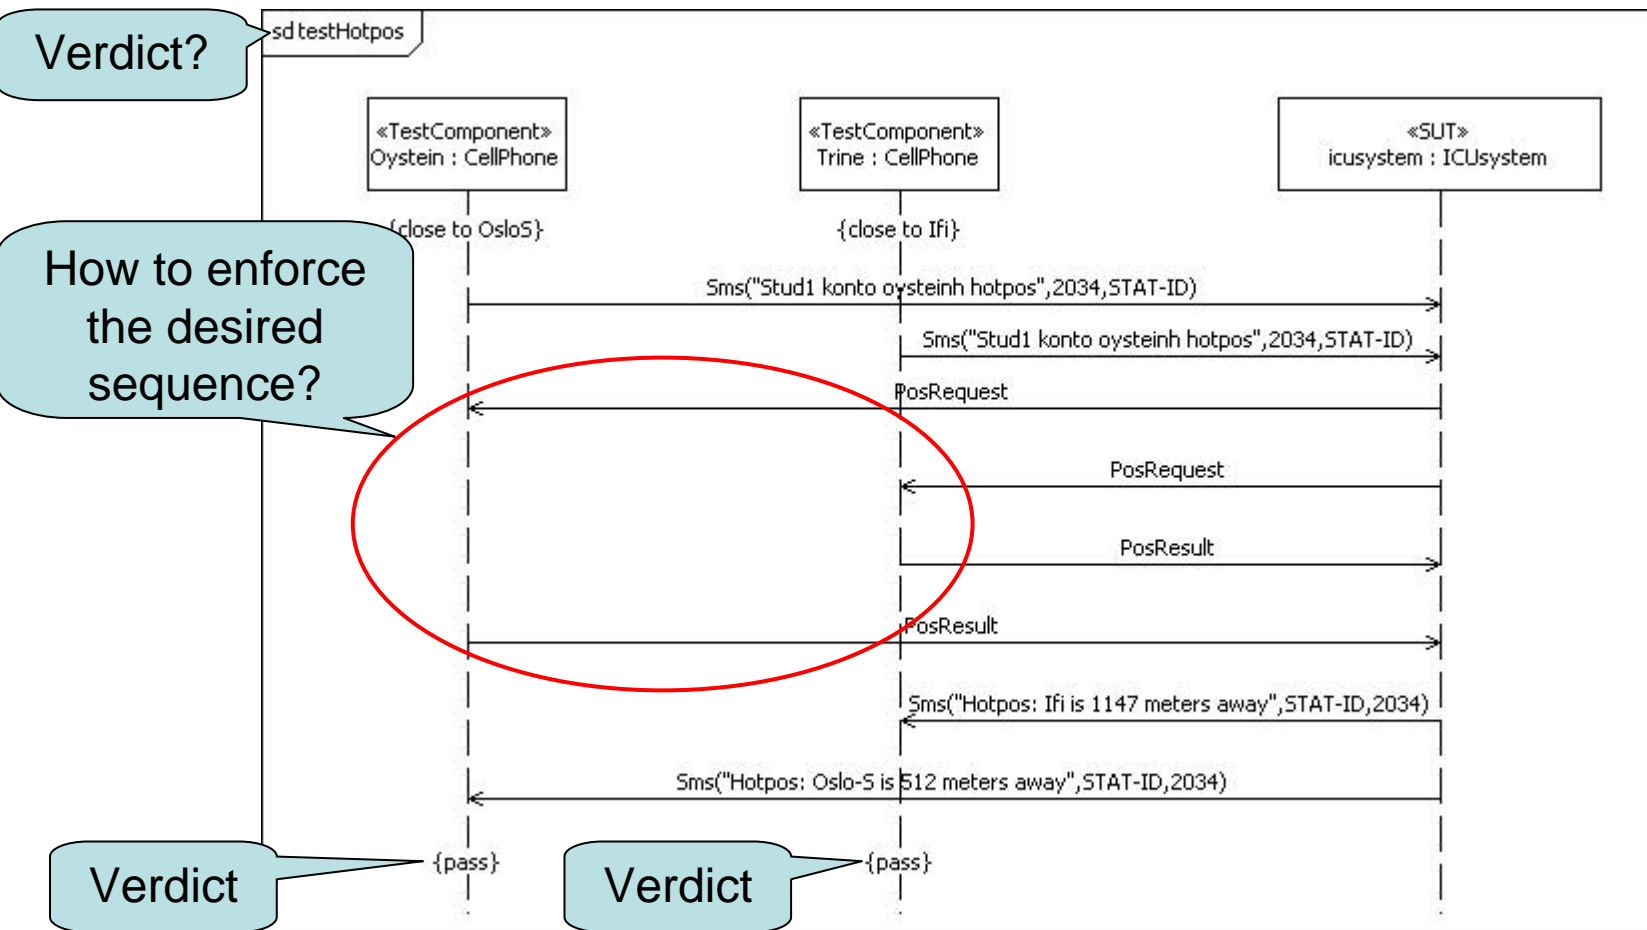 Verdict?
sd testHotpos
«TestComponent»
Oystein : CellPhone
«TestComponent»
Trine : CellPhone
«SUT»
icusystem : ICUsystem
{close to OsloS}
{close to Ifi}
How to enforce
the desired
sequence?
Sms("Stud1 konto oysteinh hotpos",2034,STAT-ID)
Sms("Stud1 konto oysteinh hotpos",2034,STAT-ID)
PosRequest
PosRequest
PosResult
PosResult
Sms("Hotpos: Ifi is 1147 meters away",STAT-ID,2034)
Sms("Hotpos: Oslo-S is 512 meters away",STAT-ID,2034)
{pass}
{pass}
Verdict
Verdict